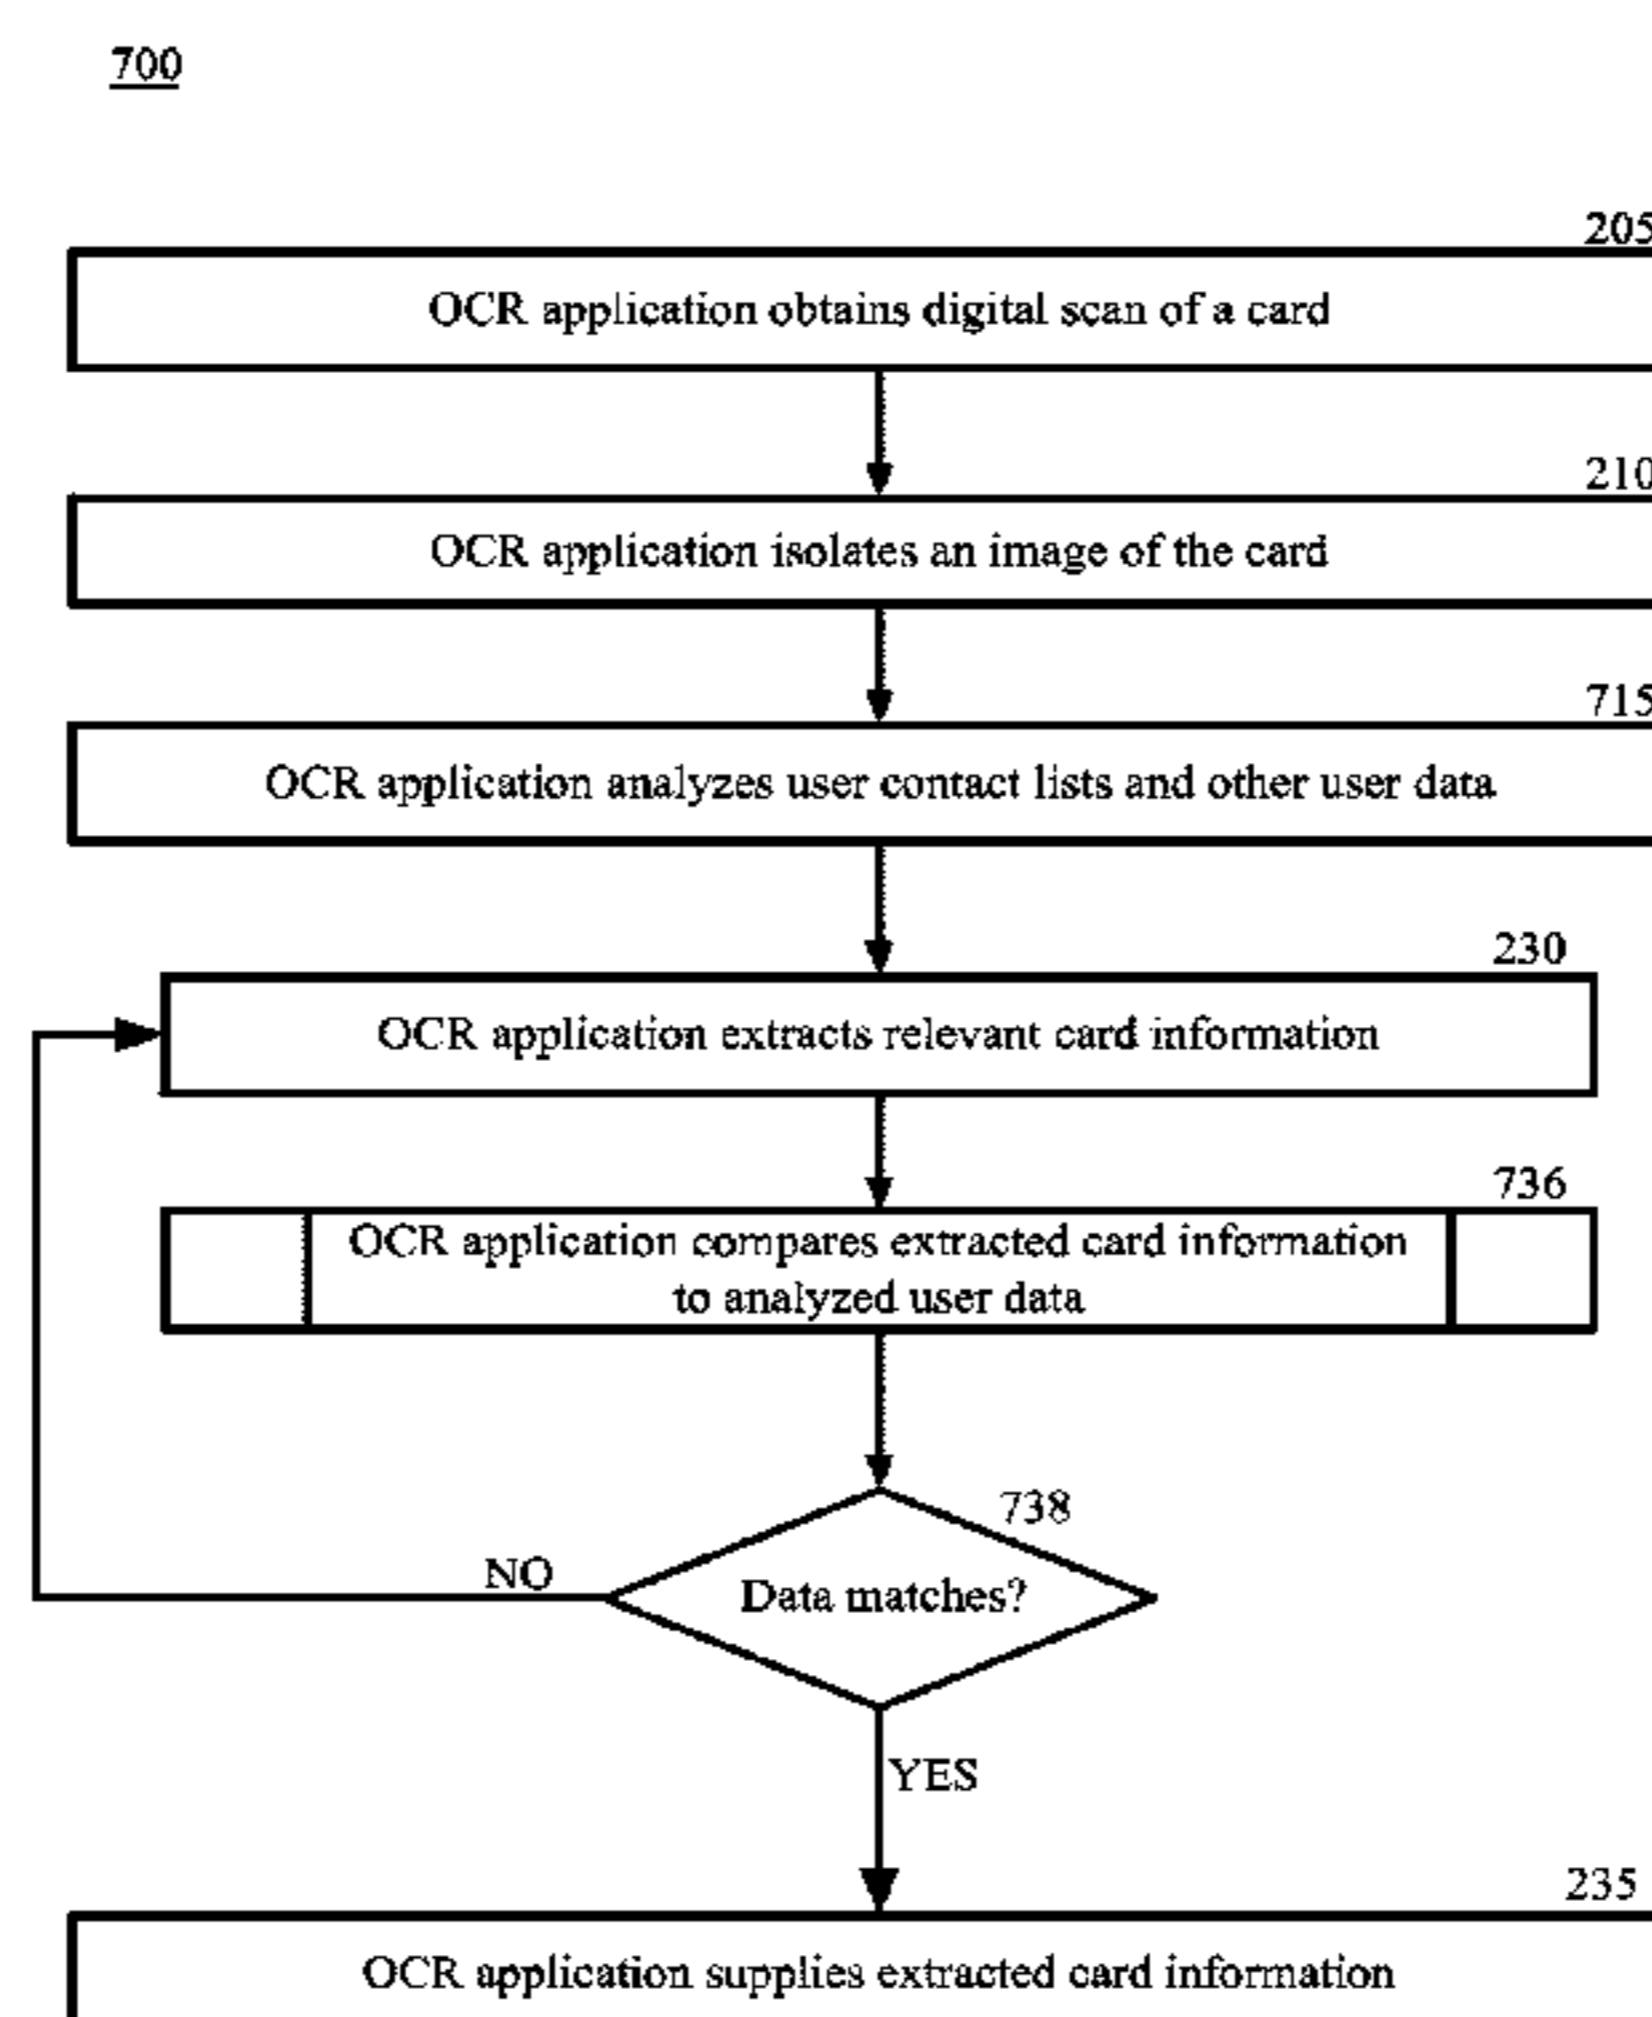 700
205
OCR application obtains digital scan of a card
210
OCR application isolates an image of the card
715
OCR application analyzes user contact lists and other user data
230
OCR application extracts relevant card information
736
OCR application compares extracted card information
to analyzed user data
738
Data matches?
NO
YES
235
OCR application supplies extracted card information